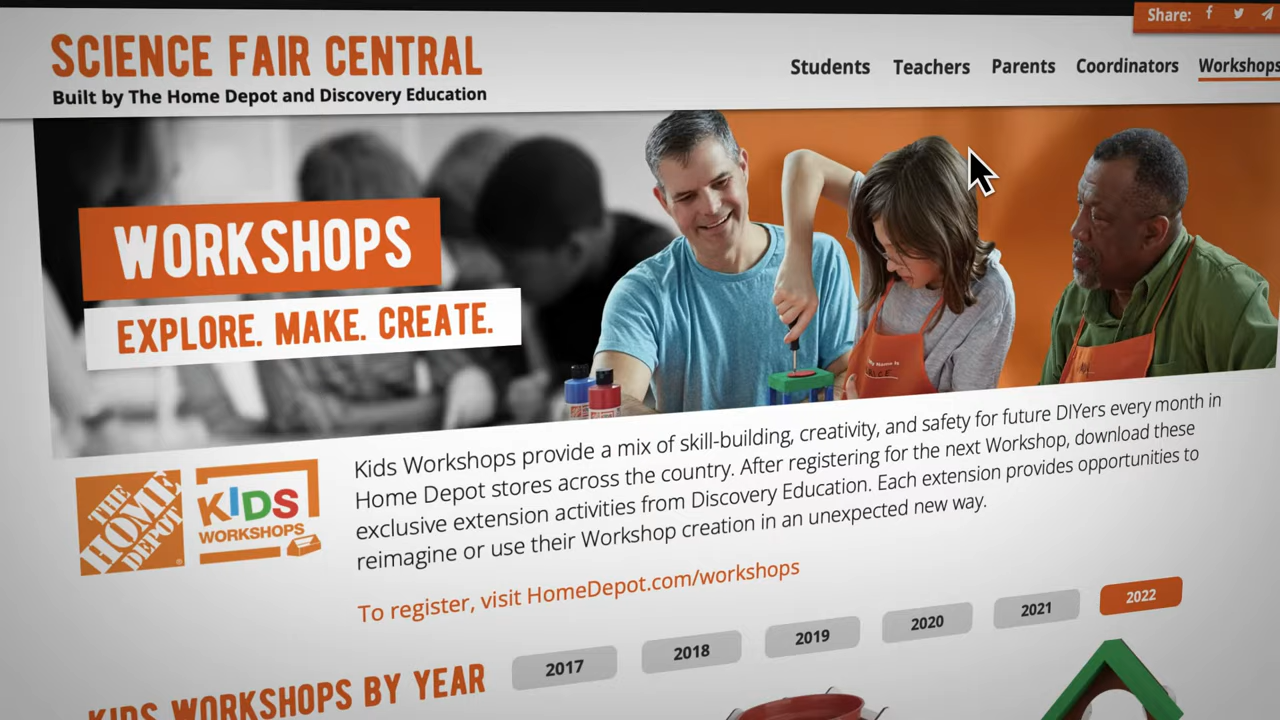 Share:
SCIENCE FAIR CENTRAL
Built by The Home Depot and Discovery Education
Students Teachers Parents Coordinators Workshops
WORKSHOPS
EXPLORE. MAKE. CREATE.
Kids Workshops provide a mix of skill-building, creativity, and safety for future DIYers every month in
Home Depot stores across the country. After registering for the next Workshop, download these
exclusive extension activities from Discovery Education. Each extension provides opportunities to
reimagine or use their Workshop creation in an unexpected new way.
THE
HOME
DEPOT
KIDS
WORKSHOPS
To register, visit HomeDepot.com/workshops
KIDS WORKSHOPS BY YEAR
2017 2018 2019 2020 2021 2022